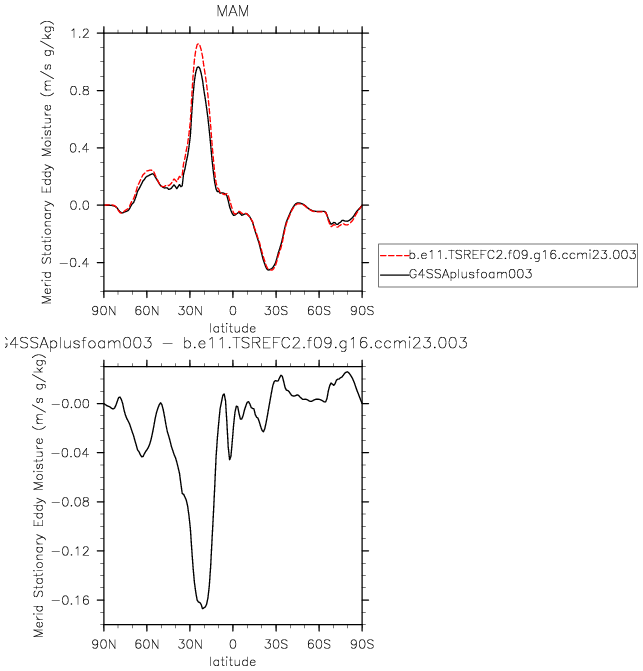 MAM
Merid Stationary Eddy Moisture (m/s g/kg)
1.2
0.8
0.4
0.0
−0.4
90N 60N 30N 0 30S 60S 90S
latitude
b.e11.TSREFC2.f09.g16.ccmi23.003
G4SSAplusfoam003
G4SSAplusfoam003 − b.e11.TSREFC2.f09.g16.ccmi23.003
Merid Stationary Eddy Moisture (m/s g/kg)
−0.00
−0.04
−0.08
−0.12
−0.16
90N 60N 30N 0 30S 60S 90S
latitude